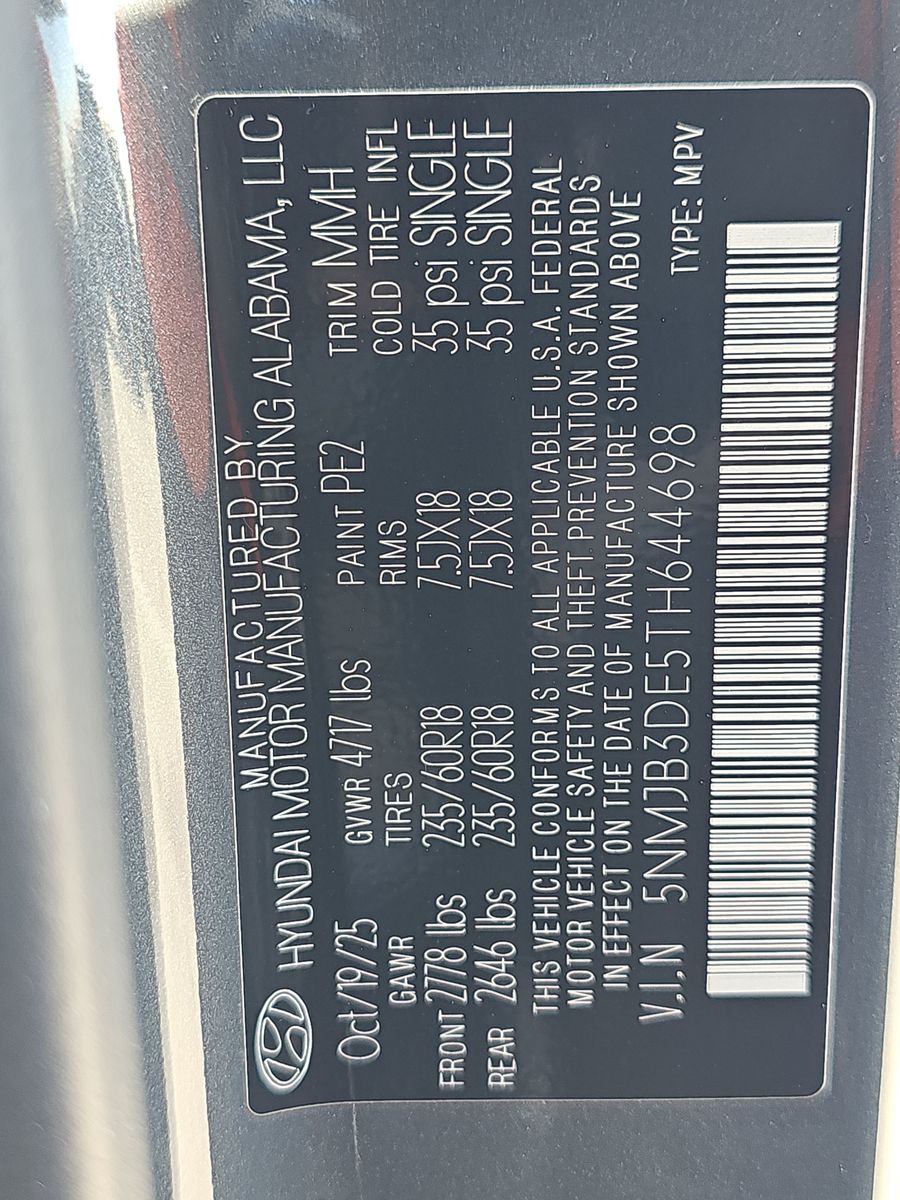 MANUFACTURED BY
HYUNDAI MOTOR MANUFACTURING ALABAMA, LLC
Oct/19/25 GVWR 4717 lbs PAINT PE2 TRIM MMH
GAWR TIRES RIMS COLD TIRE INFL
FRONT 2778 lbs 235/60R18 7.5JX18 35 psi SINGLE
REAR 2646 lbs 235/60R18 7.5JX18 35 psi SINGLE
THIS VEHICLE CONFORMS TO ALL APPLICABLE U.S.A. FEDERAL
MOTOR VEHICLE SAFETY AND THEFT PREVENTION STANDARDS
IN EFFECT ON THE DATE OF MANUFACTURE SHOWN ABOVE
V.I.N 5NMJB3DE5TH644698 TYPE: MPV